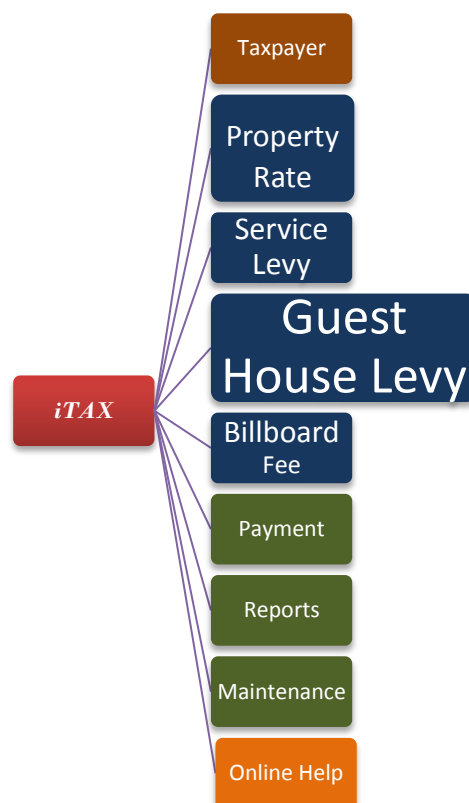 Taxpayer
Property
Rate
Service
Levy
Guest
House Levy
iTAX
Billboard
Fee
Payment
Reports
Maintenance
Online Help